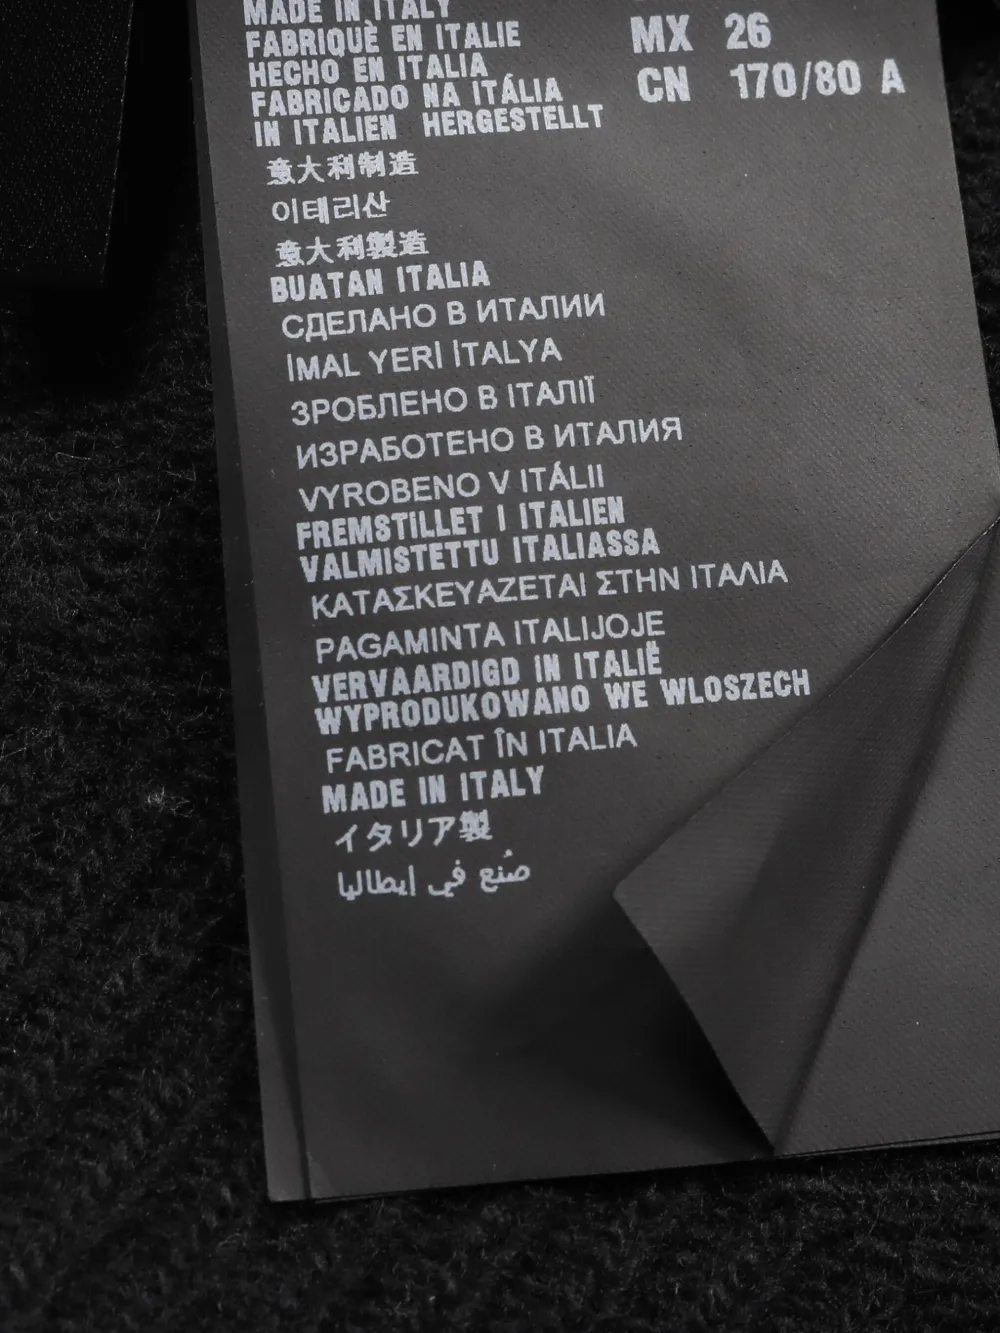 MADE IN ITALY
FABRIQUÈ EN ITALIE
HECHO EN ITALIA
FABRICADO NA ITÁLIA
IN ITALIEN HERGESTELLT
意大利制造
이태리산
意大利製造
BUATAN ITALIA
СДЕЛАНО В ИТАЛИИ
İMAL YERİ İTALYA
ЗРОБЛЕНО В ІТАЛІЇ
ИЗРАБОТЕНО В ИТАЛИЯ
VYROBENO V ITÁLII
FREMSTILLET I ITALIEN
VALMISTETTU ITALIASSA
ΚΑΤΑΣΚΕΥΑΖΕΤΑΙ ΣΤΗΝ ΙΤΑΛΙΑ
PAGAMINTA ITALIJOJE
VERVAARDIGD IN ITALIË
WYPRODUKOWANO WE WLOSZECH
FABRICAT ÎN ITALIA
MADE IN ITALY
イタリア製
صُنع في إيطاليا
MX 26
CN 170/80 A